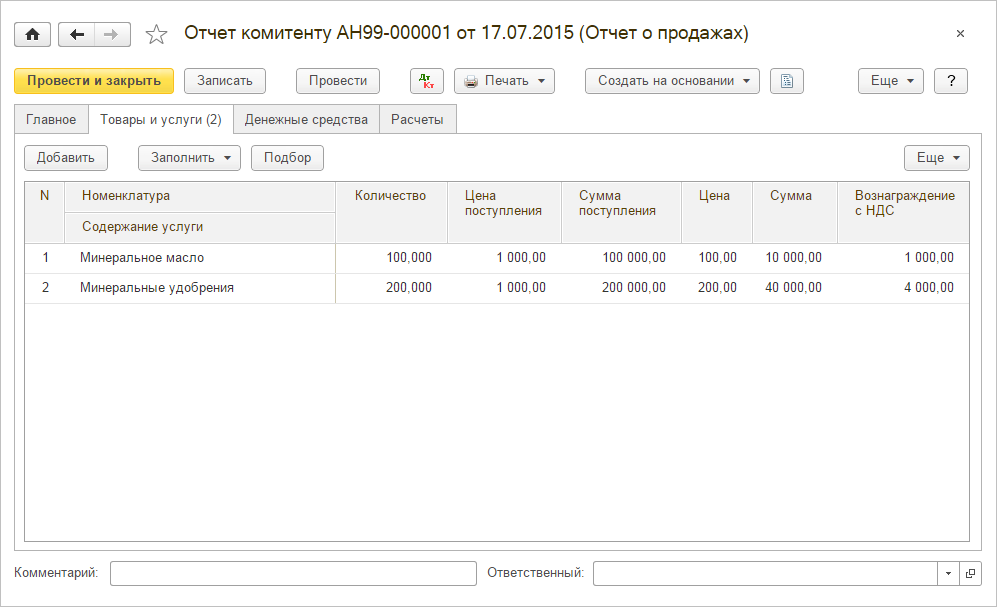 Отчет комитенту АН99-000001 от 17.07.2015 (Отчет о продажах)
Провести и закрыть Записать Провести Дт Кт Печать Создать на основании Еще ?
Главное Товары и услуги (2) Денежные средства Расчеты
Добавить Заполнить Подбор Еще
N Номенклатура Количество Цена поступления Сумма поступления Цена Сумма Вознаграждение с НДС
Содержание услуги
1 Минеральное масло 100,000 1 000,00 100 000,00 100,00 10 000,00 1 000,00
2 Минеральные удобрения 200,000 1 000,00 200 000,00 200,00 40 000,00 4 000,00
Комментарий: Ответственный: